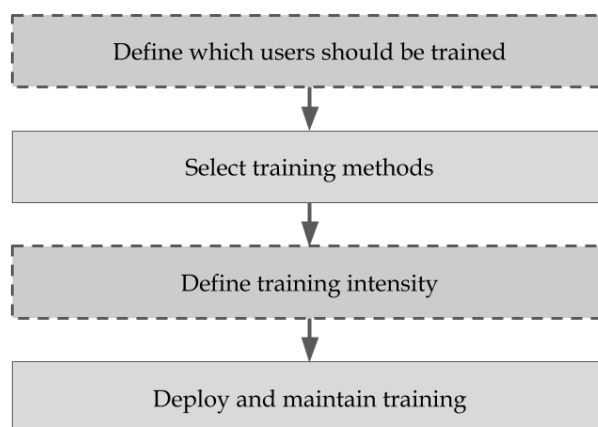 Define which users should be trained
Select training methods
Define training intensity
Deploy and maintain training